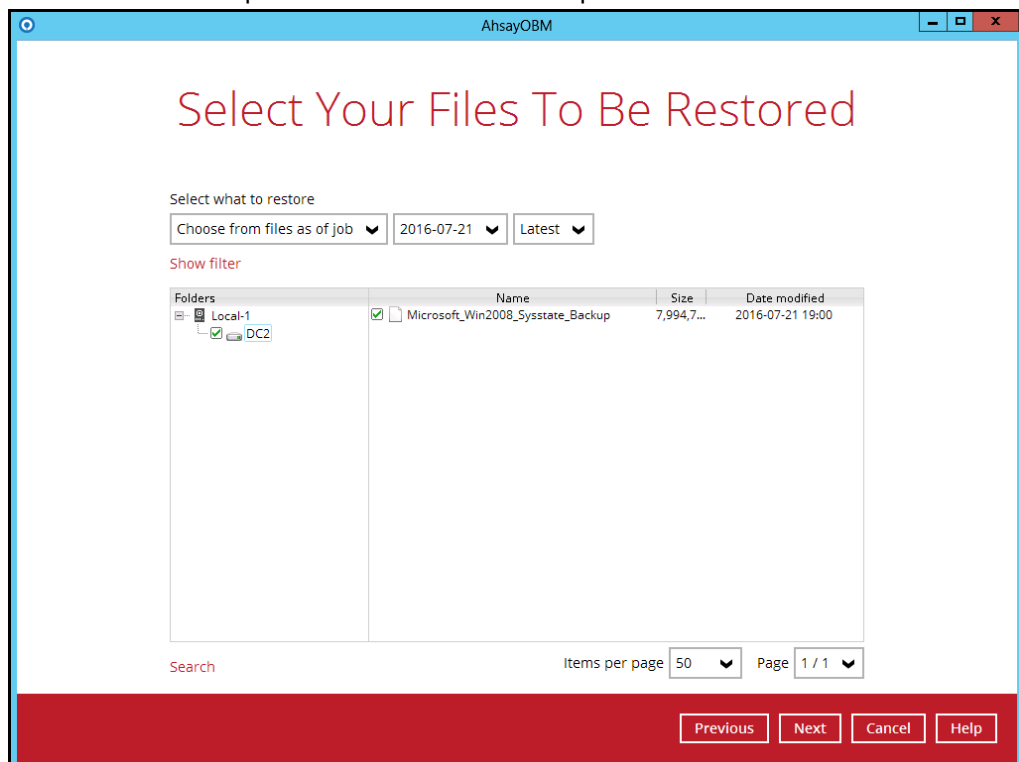 AhsayOBM
Select Your Files To Be Restored
Select what to restore
Choose from files as of job 2016-07-21 Latest
Show filter
Folders Name Size Date modified
Local-1 Microsoft_Win2008_Sysstate_Backup 7,994,7... 2016-07-21 19:00
DC2
Search Items per page 50 Page 1 / 1
Previous Next Cancel Help